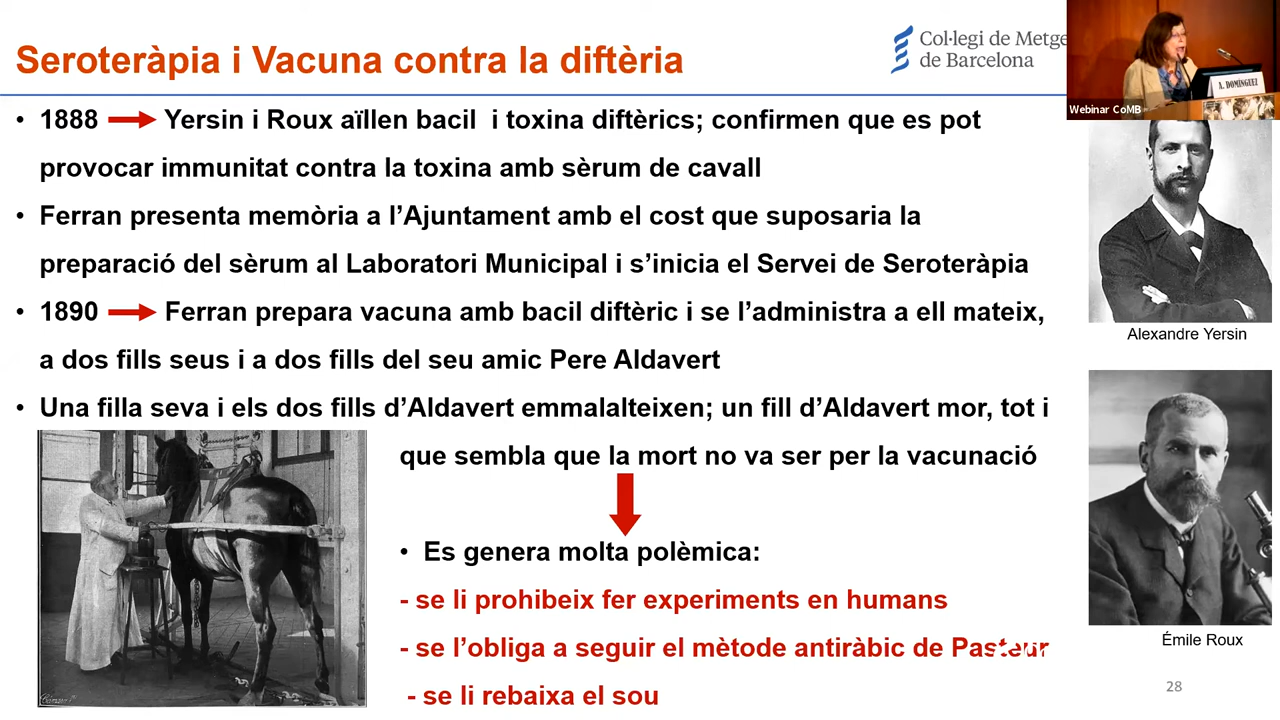 Seroteràpia i Vacuna contra la diftèria
Col·legi de Metge
de Barcelona
A. DOMÍNGUEZ
Webinar CoMB
• 1888 Yersin i Roux aïllen bacil i toxina diftèrics; confirmen que es pot
provocar immunitat contra la toxina amb sèrum de cavall
• Ferran presenta memòria a l’Ajuntament amb el cost que suposaria la
preparació del sèrum al Laboratori Municipal i s’inicia el Servei de Seroteràpia
• 1890 Ferran prepara vacuna amb bacil diftèric i se l’administra a ell mateix,
a dos fills seus i a dos fills del seu amic Pere Aldavert
• Una filla seva i els dos fills d’Aldavert emmalalteixen; un fill d’Aldavert mor, tot i
que sembla que la mort no va ser per la vacunació
• Es genera molta polèmica:
- se li prohibeix fer experiments en humans
- se l’obliga a seguir el mètode antiràbic de Pasteur
- se li rebaixa el sou
Alexandre Yersin
Émile Roux
28